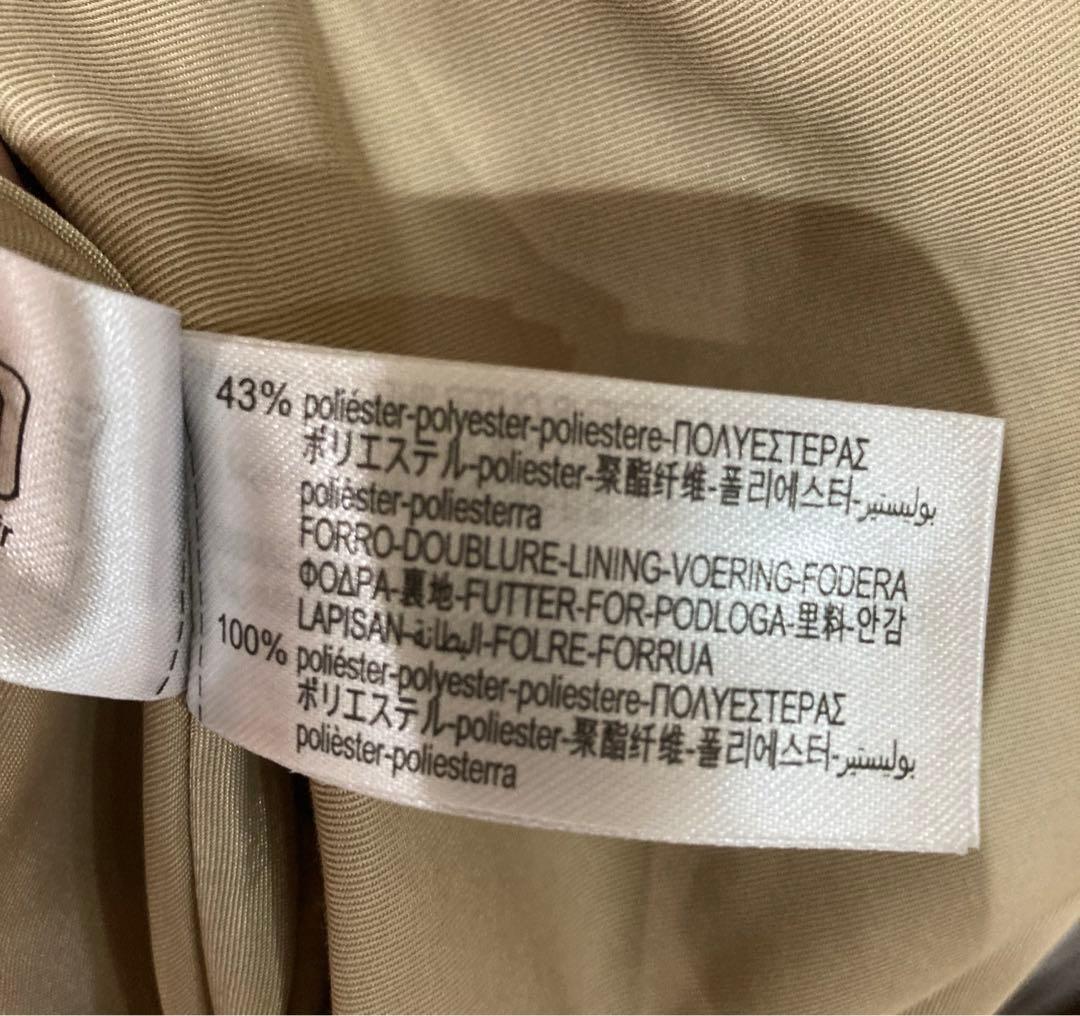 43% poliéster-polyester-poliestere-ΠΟΛΥΕΣΤΕΡΑΣ
ポリエステル-poliester-聚酯纤维-폴리에스터-بوليستير
polièster-poliesterra
FORRO-DOUBLURE-LINING-VOERING-FODERA
ΦΟΔΡΑ-裏地-FUTTER-FOR-PODLOGA-里料-안감
LAPISAN-البطانة-FOLRE-FORRUA
100% poliéster-polyester-poliestere-ΠΟΛΥΕΣΤΕΡΑΣ
ポリエステル-poliester-聚酯纤维-폴리에스터-بوليستير
polièster-poliesterra